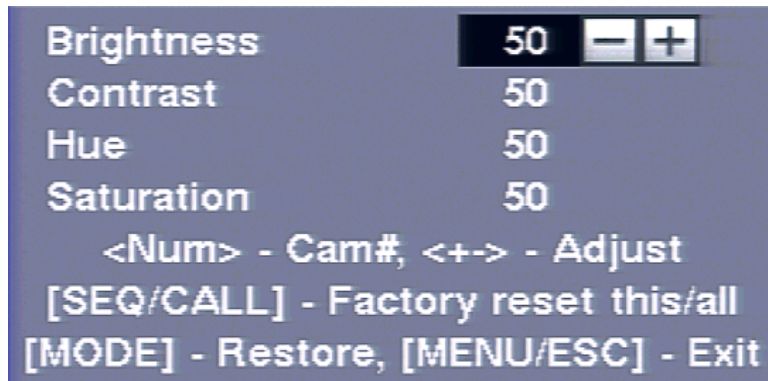 Brightness 50 - +
Contrast 50
Hue 50
Saturation 50
<Num> - Cam#, <+-> - Adjust
[SEQ/CALL] - Factory reset this/all
[MODE] - Restore, [MENU/ESC] - Exit